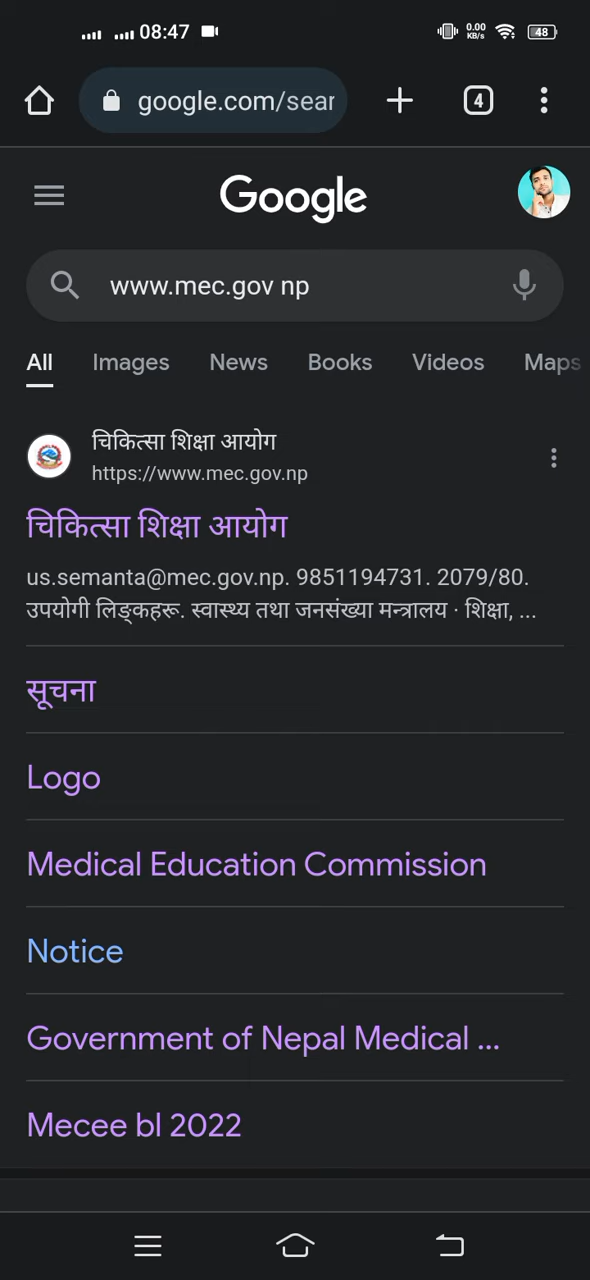 08:47
0.00
KB/s
48
google.com/sear
4
Google
www.mec.gov np
All Images News Books Videos Maps
चिकित्सा शिक्षा आयोग
https://www.mec.gov.np
चिकित्सा शिक्षा आयोग
us.semanta@mec.gov.np. 9851194731. 2079/80.
उपयोगी लिङ्कहरू. स्वास्थ्य तथा जनसंख्या मन्त्रालय · शिक्षा, ...
सूचना
Logo
Medical Education Commission
Notice
Government of Nepal Medical ...
Mecee bl 2022